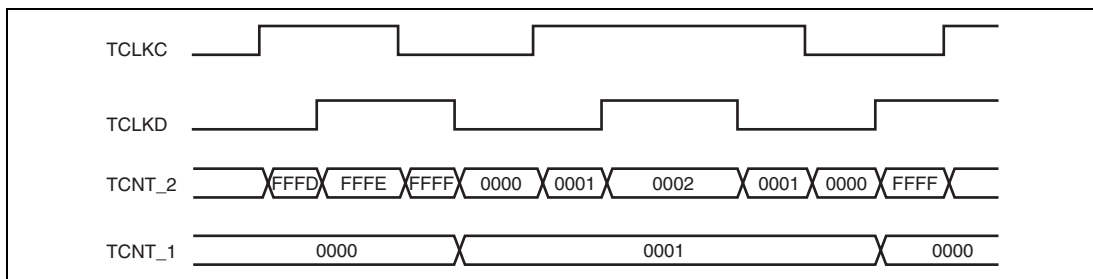 TCLKC
TCLKD
TCNT_2 FFFD FFFE FFFF 0000 0001 0002 0001 0000 FFFF
TCNT_1 0000 0001 0000